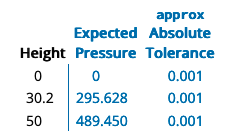 approx
Expected Absolute
Height Pressure Tolerance
0 0 0.001
30.2 295.628 0.001
50 489.450 0.001